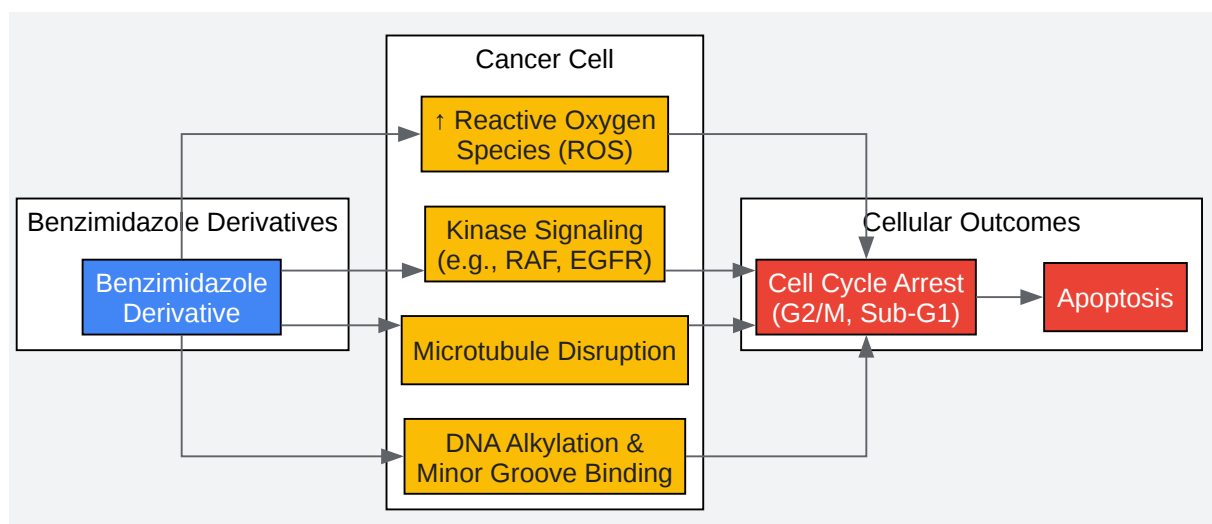 Cancer Cell
↑ Reactive Oxygen
Species (ROS)
Benzimidazole Derivatives
Benzimidazole
Derivative
Kinase Signaling
(e.g., RAF, EGFR)
Microtubule Disruption
DNA Alkylation &
Minor Groove Binding
Cellular Outcomes
Cell Cycle Arrest
(G2/M, Sub-G1)
Apoptosis